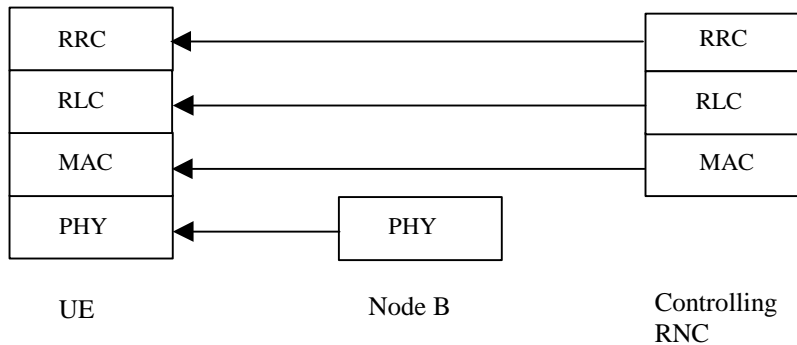 RRC
RRC
RLC
RLC
MAC
MAC
PHY
PHY
UE
Node B
Controlling
RNC